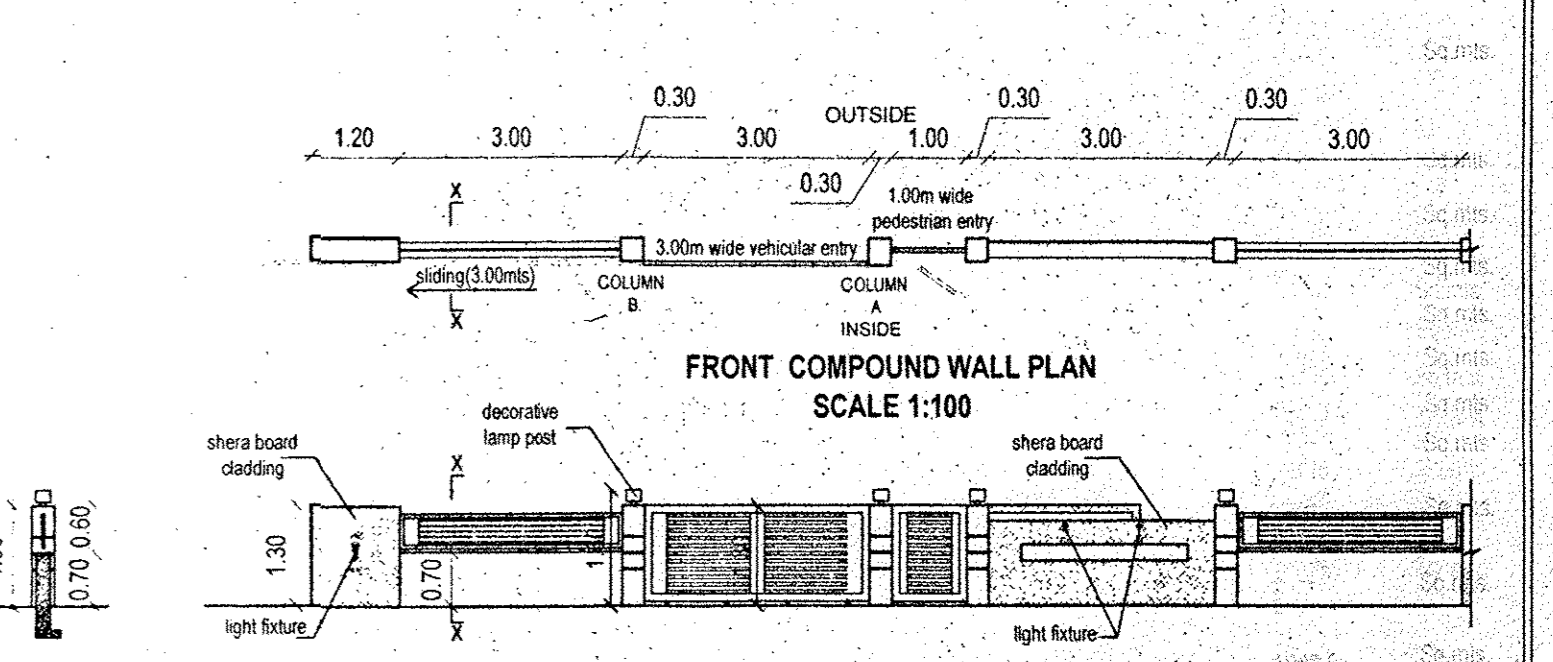 Sq.mts.
0.30
OUTSIDE
0.30
0.30
1.20
3.00
3.00
1.00
3.00
3.00
0.30
X
1.00m wide
pedestrian entry
3.00m wide vehicular entry
sliding(3.00mts)
COLUMN
B.
COLUMN
A
INSIDE
X
FRONT COMPOUND WALL PLAN
SCALE 1:100
decorative
lamp post
shera board
cladding
X
shera board
cladding
0.60
0.70
1.30
0.70
1
light fixture
X
light fixture